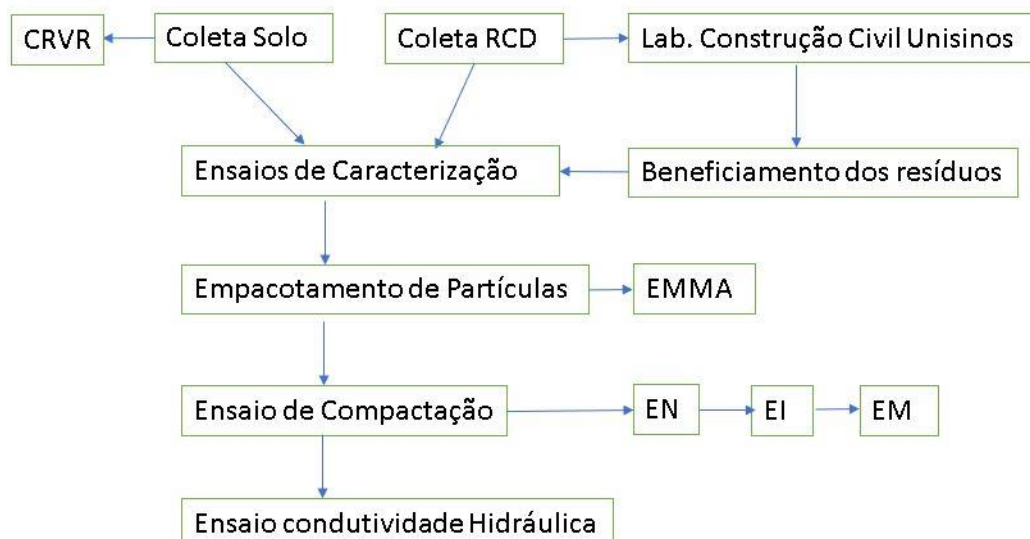 CRVR
Coleta Solo
Coleta RCD
Lab. Construção Civil Unisinos
Ensaios de Caracterização
Beneficiamento dos resíduos
Empacotamento de Partículas
EMMA
Ensaio de Compactação
EN
EI
EM
Ensaio condutividade Hidráulica